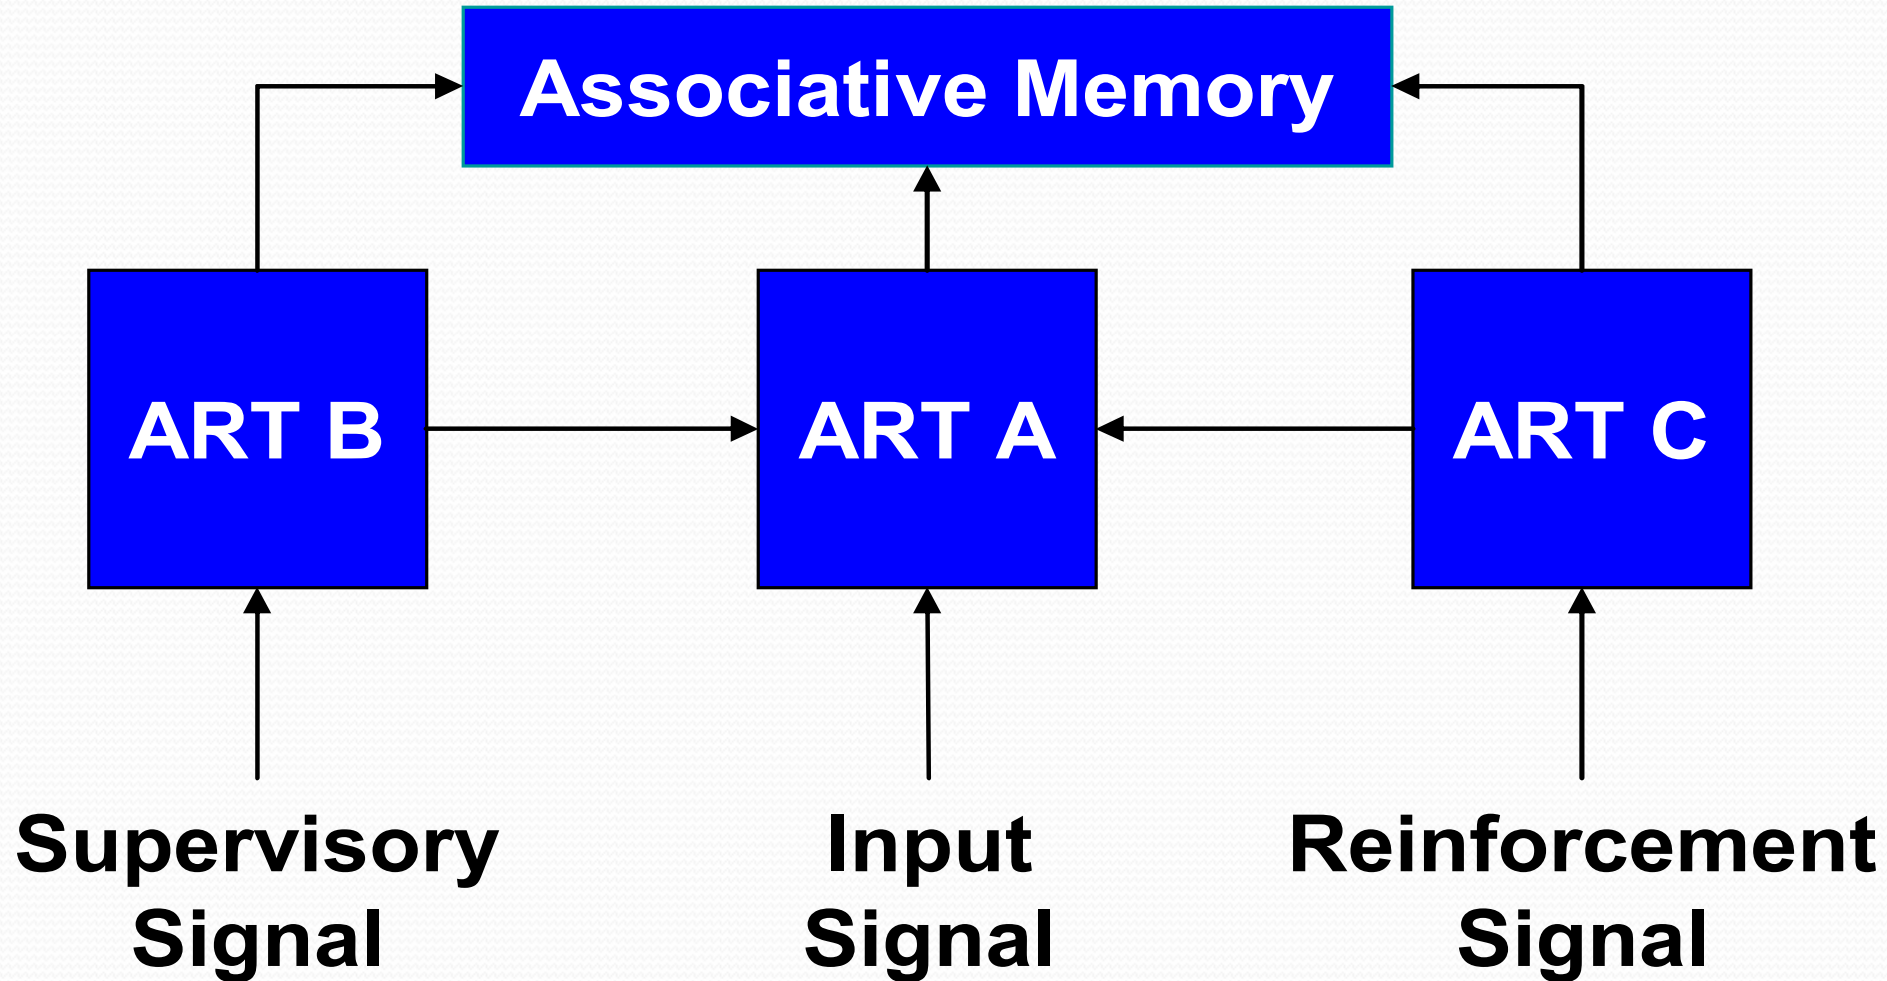 Associative Memory
ART B
ART A
ART C
Supervisory
Signal
Input
Signal
Reinforcement
Signal